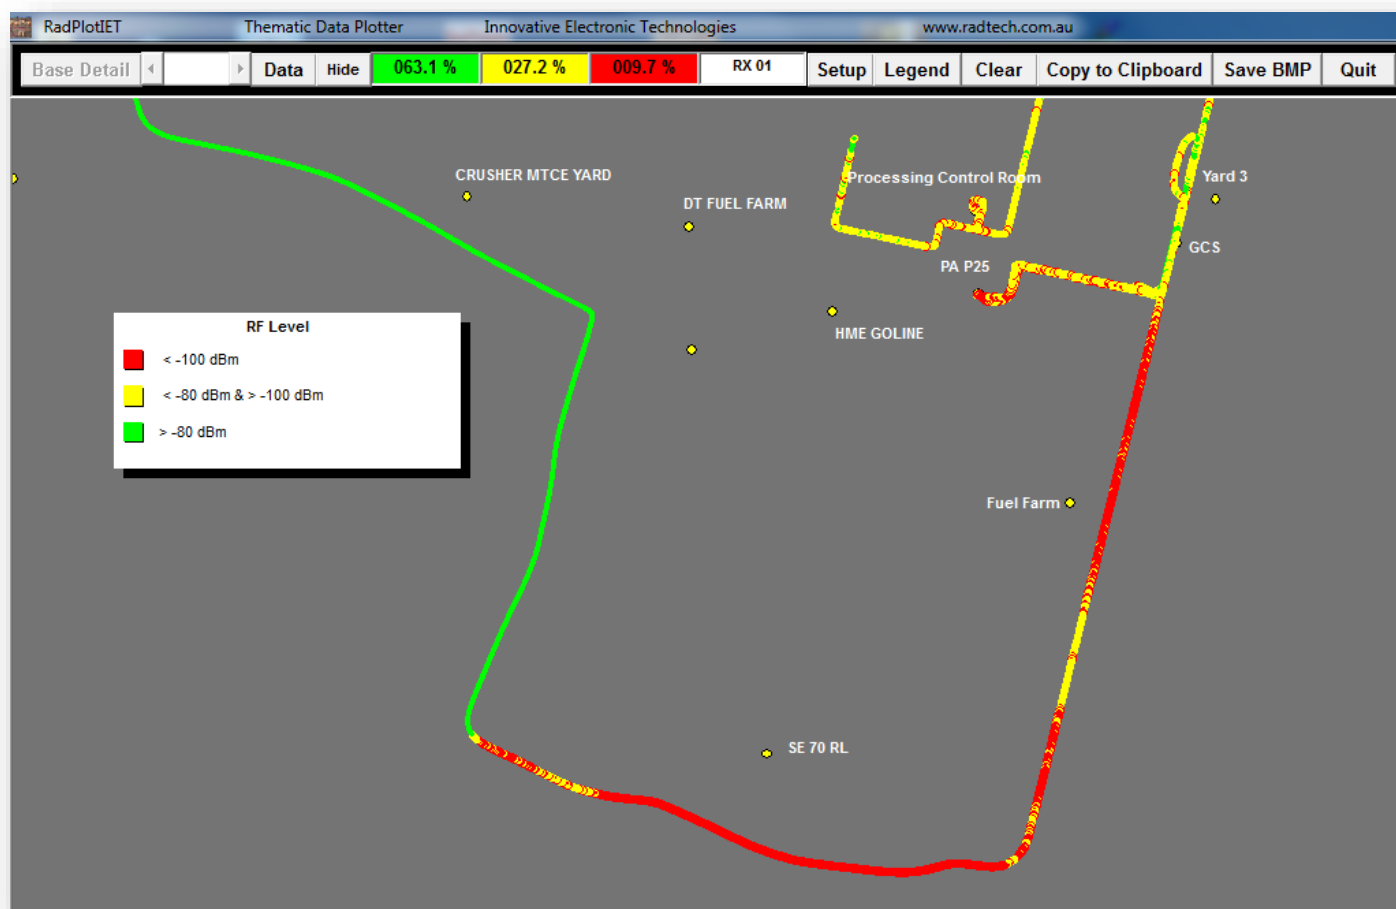 RadPlotIET Thematic Data Plotter Innovative Electronic Technologies www.radtech.com.au
Base Detail Data Hide 063.1 % 027.2 % 009.7 % RX 01 Setup Legend Clear Copy to Clipboard Save BMP Quit
CRUSHER MTCE YARD
Processing Control Room
Yard 3
DT FUEL FARM
GCS
PA P25
HME GOLINE
RF Level
< -100 dBm
< -80 dBm & > -100 dBm
> -80 dBm
Fuel Farm
SE 70 RL